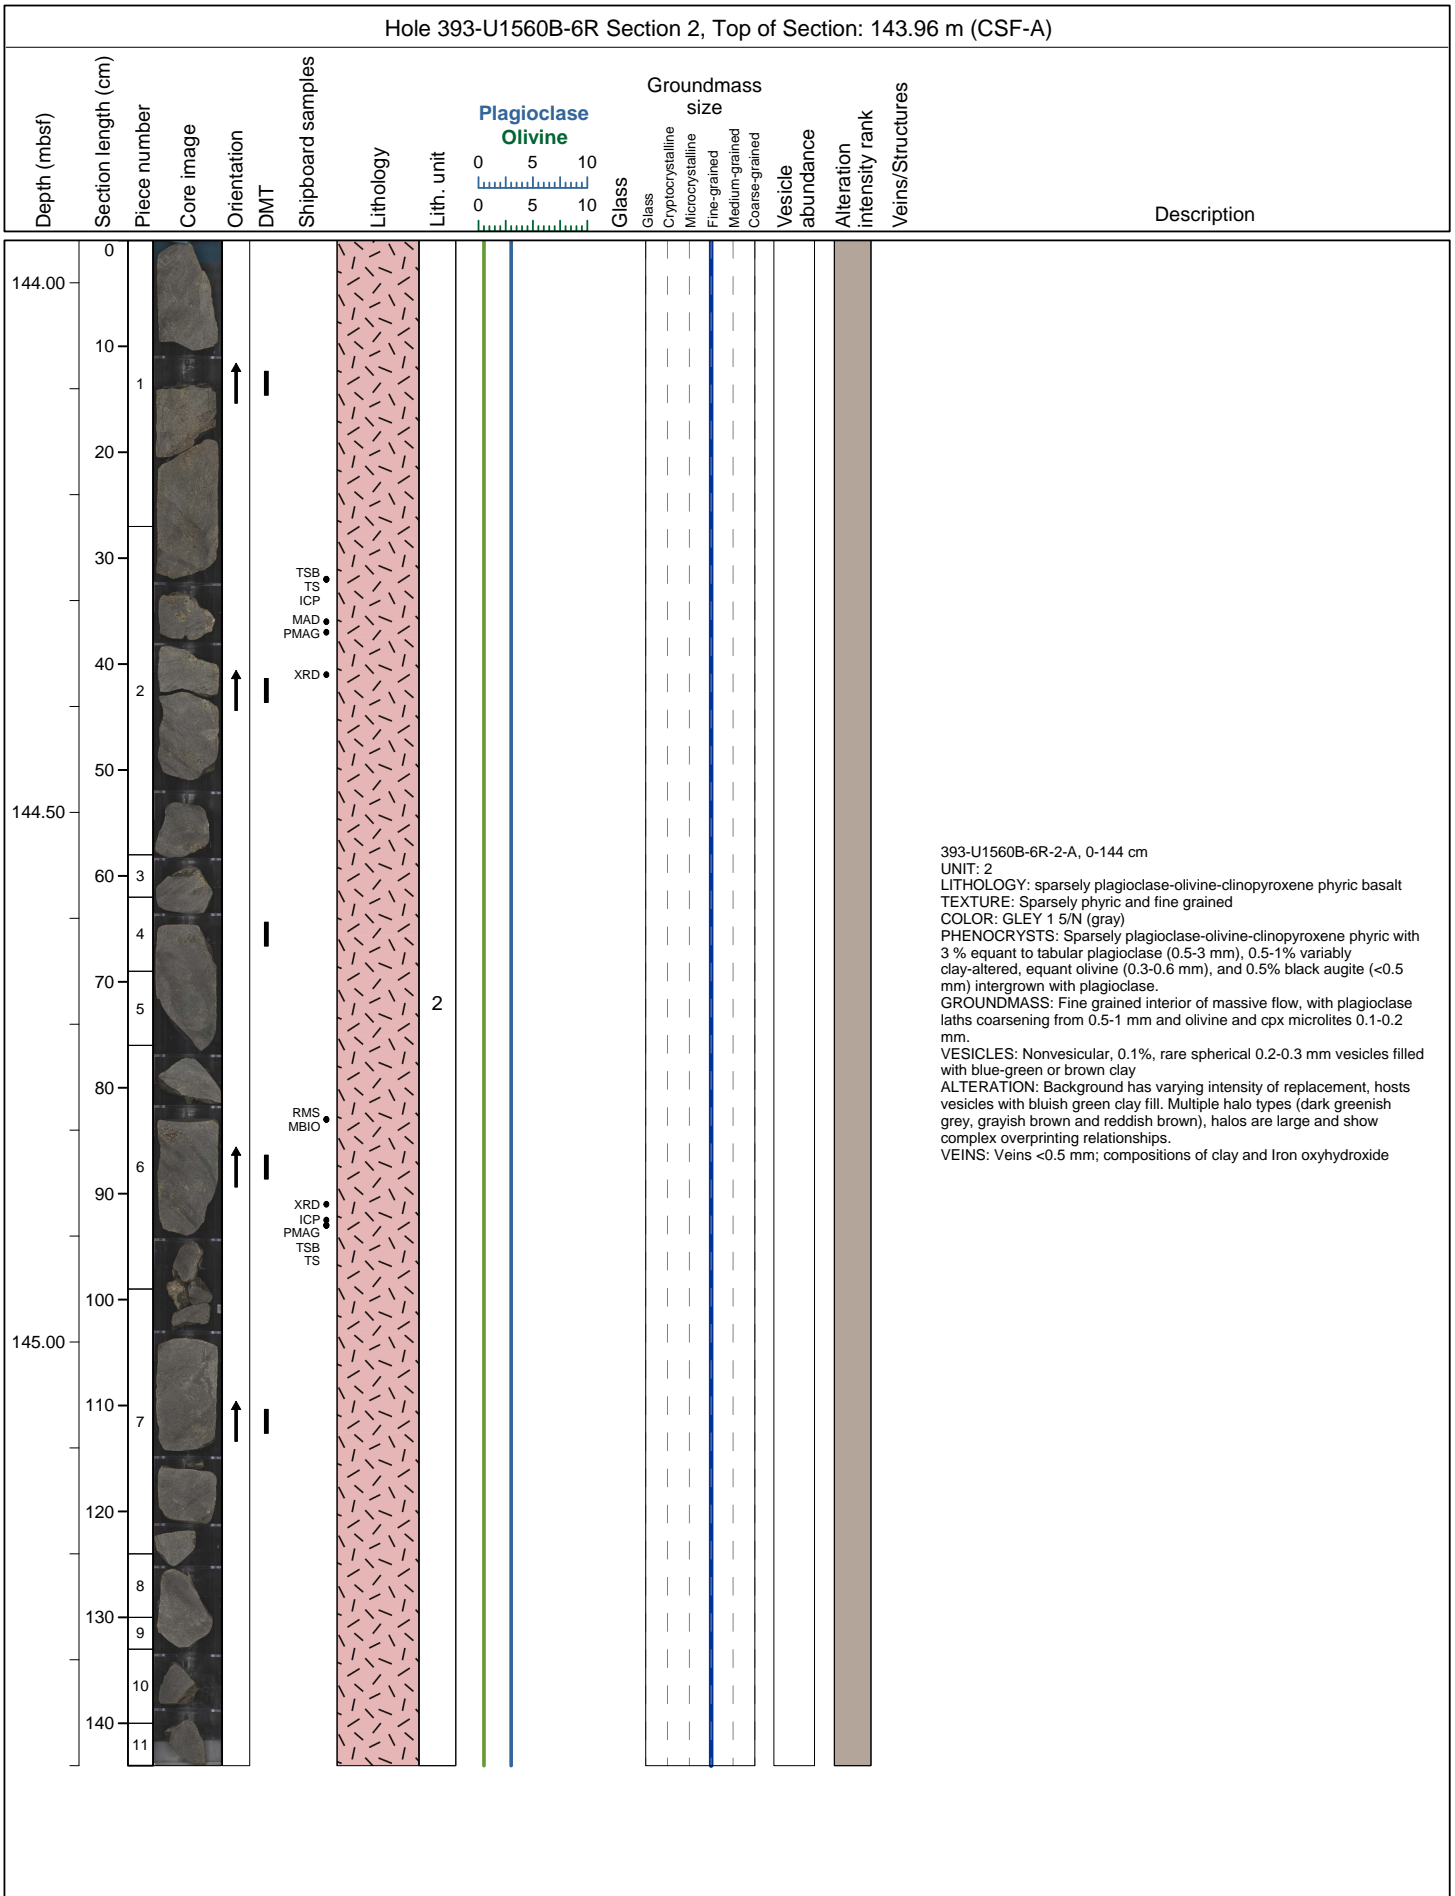 Hole 393-U1560B-6R Section 2, Top of Section: 143.96 m (CSF-A)
Depth (mbsf)
Section length (cm)
Piece number
Core image
Orientation
DMT
Shipboard samples
Lithology
Lith. unit
Plagioclase
Olivine
0 5 10
0 5 10
Glass
Groundmass
size
Glass
Cryptocrystalline
Microcrystalline
Fine-grained
Medium-grained
Coarse-grained
Vesicle
abundance
Alteration
intensity rank
Veins/Structures
Description
144.00
144.50
145.00
0
10
20
30
40
50
60
70
80
90
100
110
120
130
140
1
2
3
4
5
6
7
8
9
10
11
TSB
TS
ICP
MAD
PMAG
XRD
RMS
MBIO
XRD
ICP
PMAG
TSB
TS
2
393-U1560B-6R-2-A, 0-144 cm
UNIT: 2
LITHOLOGY: sparsely plagioclase-olivine-clinopyroxene phyric basalt
TEXTURE: Sparsely phyric and fine grained
COLOR: GLEY 1 5/N (gray)
PHENOCRYSTS: Sparsely plagioclase-olivine-clinopyroxene phyric with
3 % equant to tabular plagioclase (0.5-3 mm), 0.5-1% variably
clay-altered, equant olivine (0.3-0.6 mm), and 0.5% black augite (<0.5
mm) intergrown with plagioclase.
GROUNDMASS: Fine grained interior of massive flow, with plagioclase
laths coarsening from 0.5-1 mm and olivine and cpx microlites 0.1-0.2
mm.
VESICLES: Nonvesicular, 0.1%, rare spherical 0.2-0.3 mm vesicles filled
with blue-green or brown clay
ALTERATION: Background has varying intensity of replacement, hosts
vesicles with bluish green clay fill. Multiple halo types (dark greenish
grey, grayish brown and reddish brown), halos are large and show
complex overprinting relationships.
VEINS: Veins <0.5 mm; compositions of clay and Iron oxyhydroxide